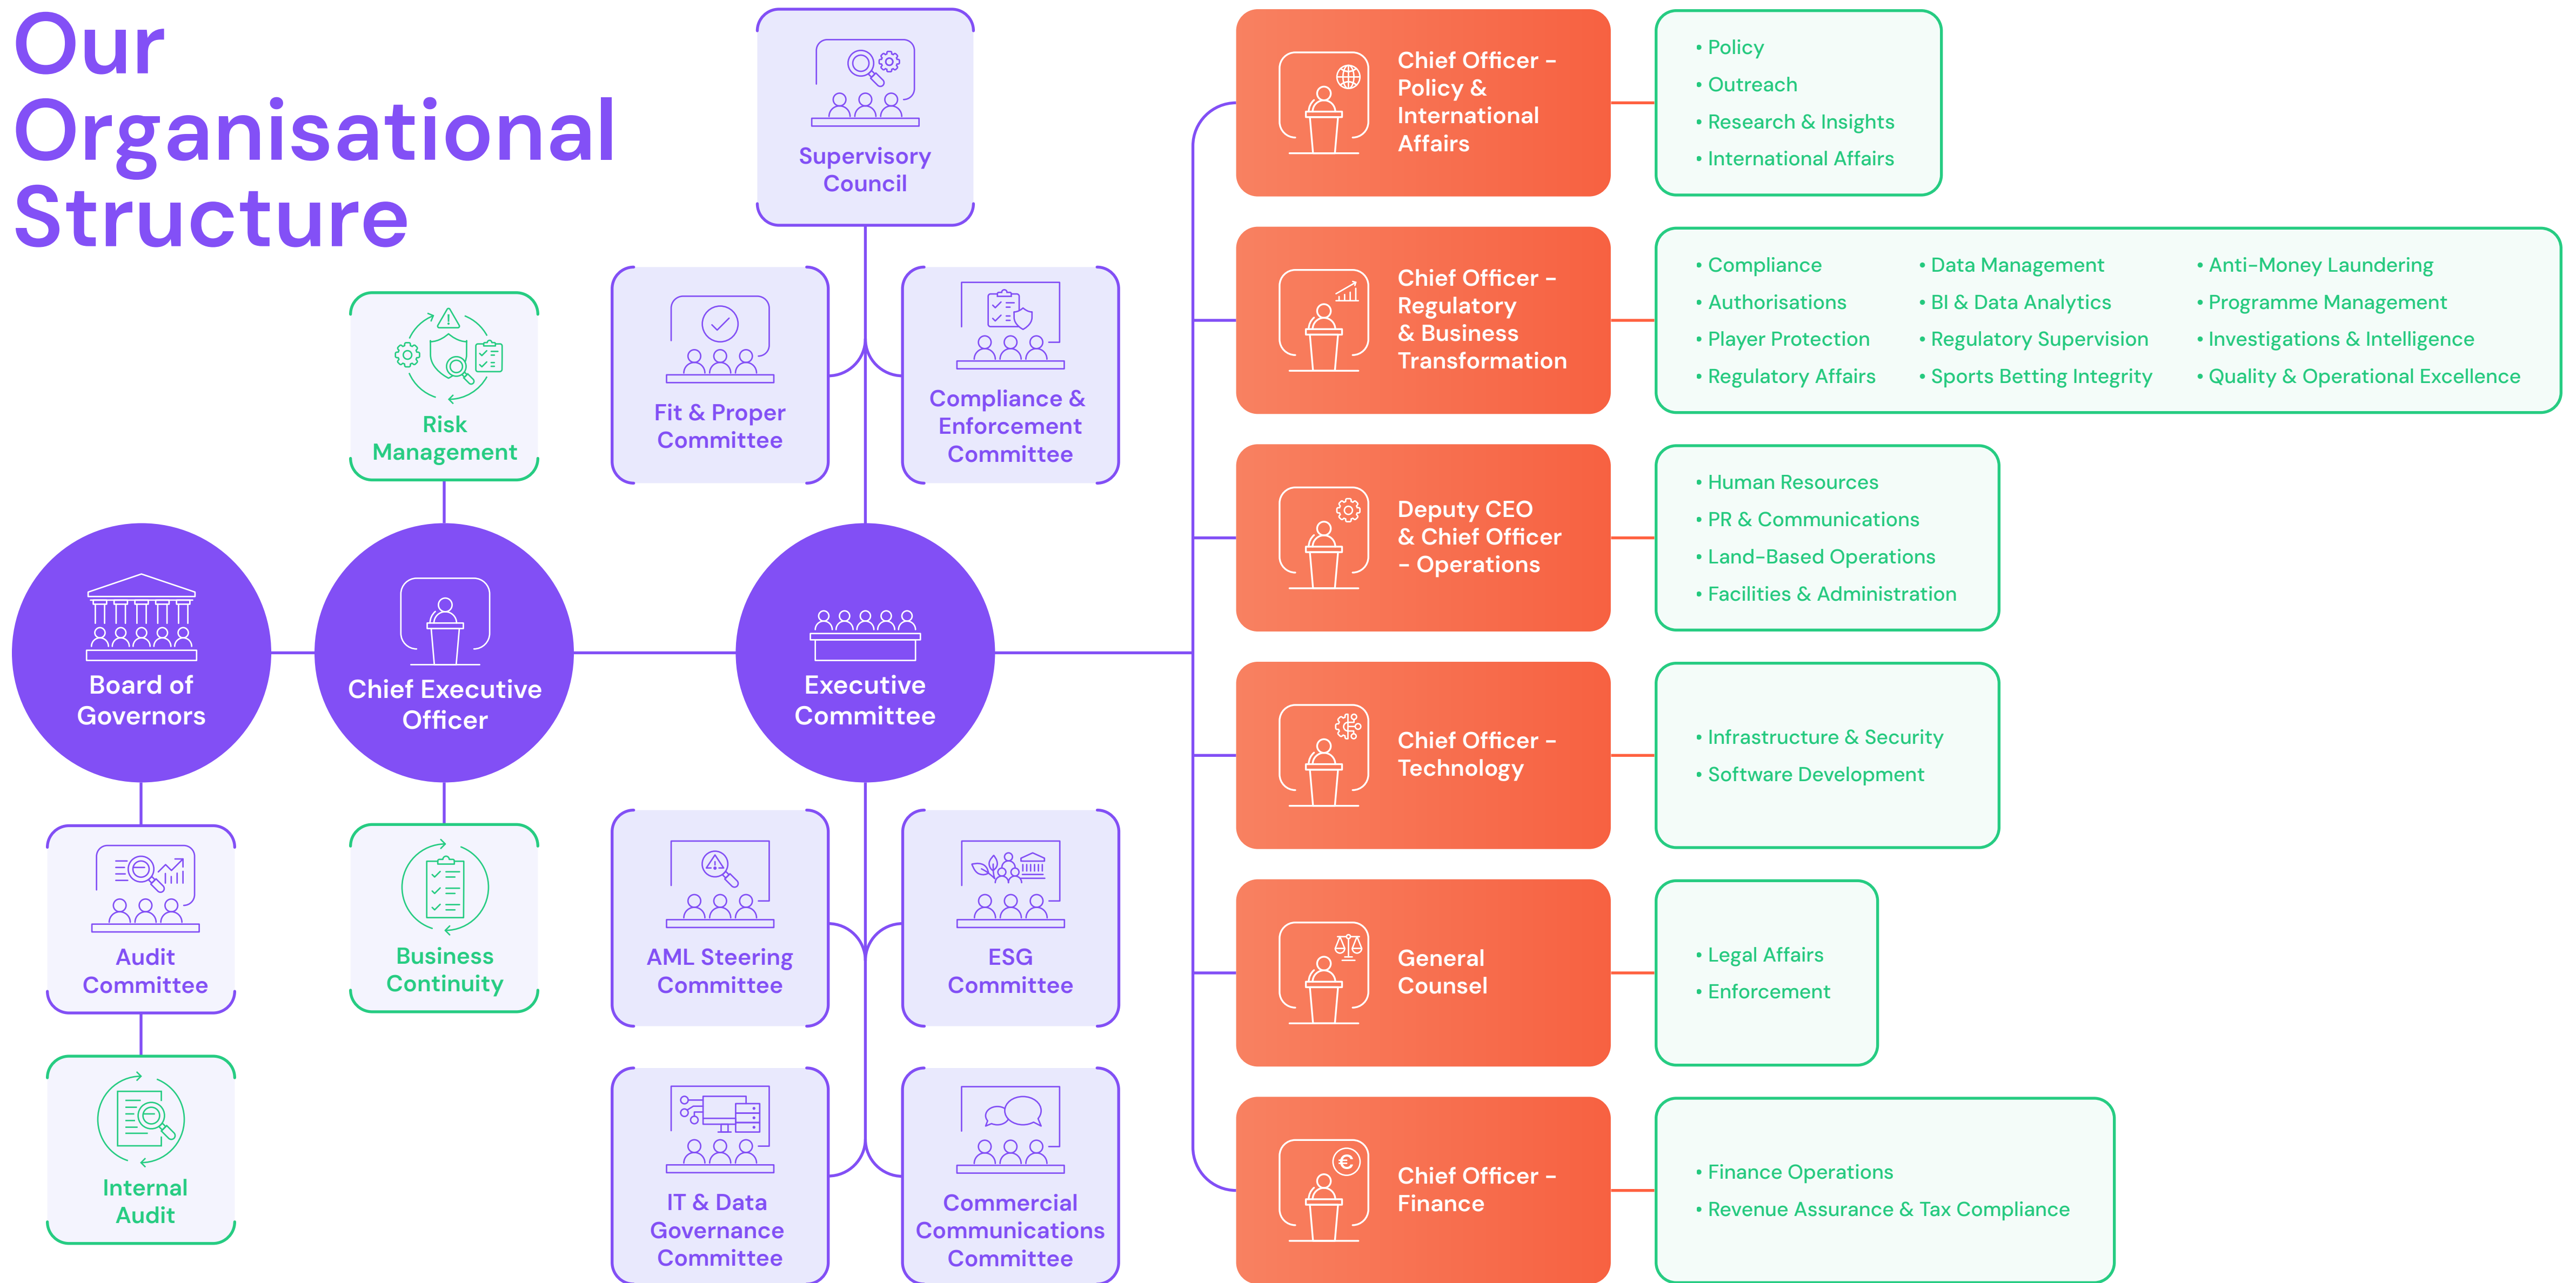 Our
Organisational
Structure
Supervisory
Council
Fit & Proper
Committee
Compliance &
Enforcement
Committee
Risk
Management
Board of
Governors
Chief Executive
Officer
Executive
Committee
Audit
Committee
Internal
Audit
Business
Continuity
AML Steering
Committee
ESG
Committee
IT & Data
Governance
Committee
Commercial
Communications
Committee
Chief Officer –
Policy &
International
Affairs
• Policy
• Outreach
• Research & Insights
• International Affairs
Chief Officer –
Regulatory
& Business
Transformation
• Compliance
• Authorisations
• Player Protection
• Regulatory Affairs
• Data Management
• BI & Data Analytics
• Regulatory Supervision
• Sports Betting Integrity
• Anti-Money Laundering
• Programme Management
• Investigations & Intelligence
• Quality & Operational Excellence
Deputy CEO
& Chief Officer
– Operations
• Human Resources
• PR & Communications
• Land-Based Operations
• Facilities & Administration
Chief Officer –
Technology
• Infrastructure & Security
• Software Development
General
Counsel
• Legal Affairs
• Enforcement
€
Chief Officer –
Finance
• Finance Operations
• Revenue Assurance & Tax Compliance